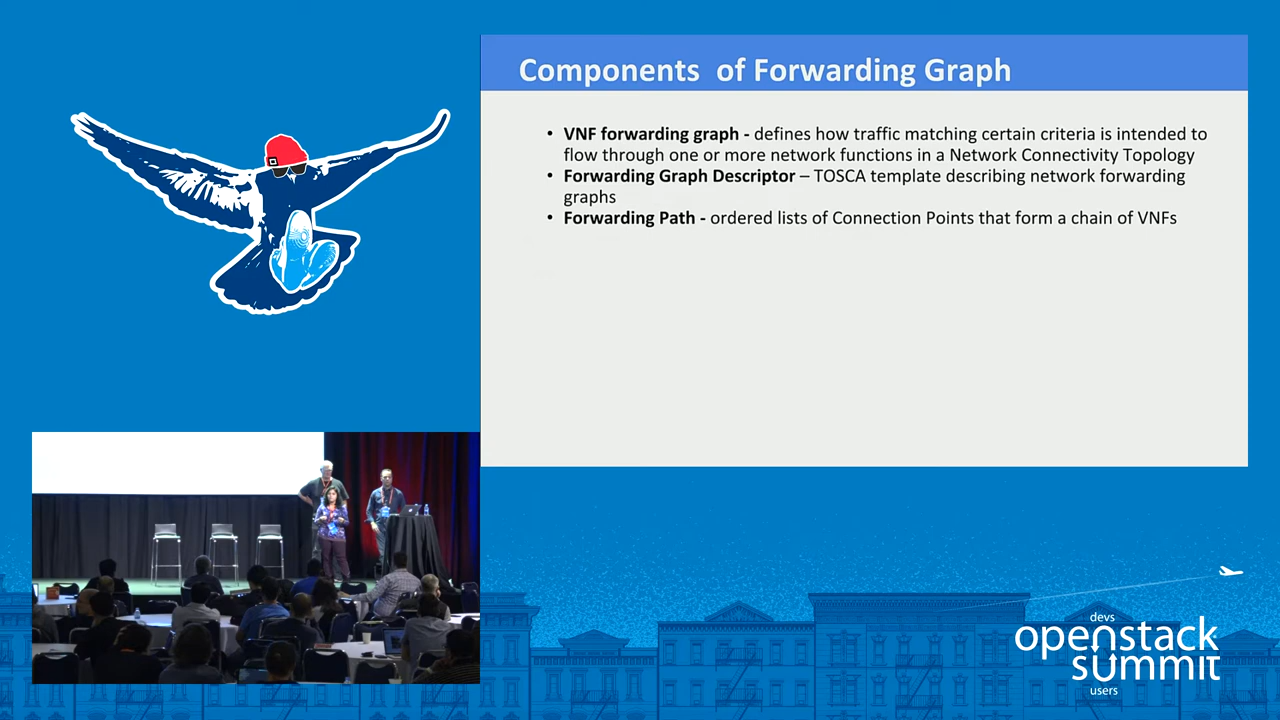 Components  of Forwarding Graph
• VNF forwarding graph - defines how traffic matching certain criteria is intended to
flow through one or more network functions in a Network Connectivity Topology
• Forwarding Graph Descriptor – TOSCA template describing network forwarding
graphs
• Forwarding Path - ordered lists of Connection Points that form a chain of VNFs
devs
openstack
summit
users